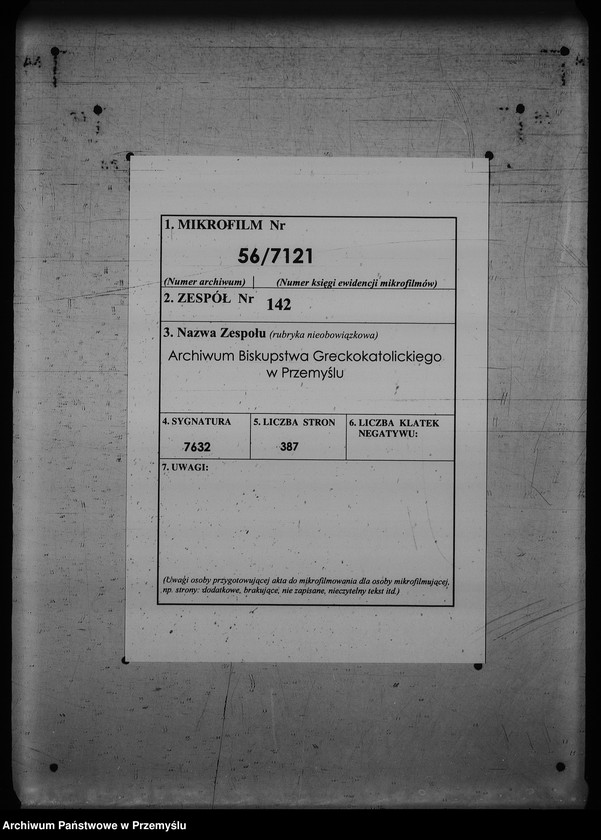 1. MIKROFILM Nr
56/7121
(Numer archiwum) | (Numer księgi ewidencji mikrofilmów)
2. ZESPÓŁ Nr 142
3. Nazwa Zespołu (rubryka nieobowiązkowa)
Archiwum Biskupstwa Greckokatolickiego
w Przemyślu
4. SYGNATURA
7632
5. LICZBA STRON
387
6. LICZBA KLATEK
NEGATYWU:
7. UWAGI:
(Uwagi osoby przygotowującej akta do mikrofilmowania dla osoby mikrofilmującej,
np. strony: dodatkowe, brakujące, nie zapisane, nieczytelny tekst itd.)
Archiwum Państwowe w Przemyślu